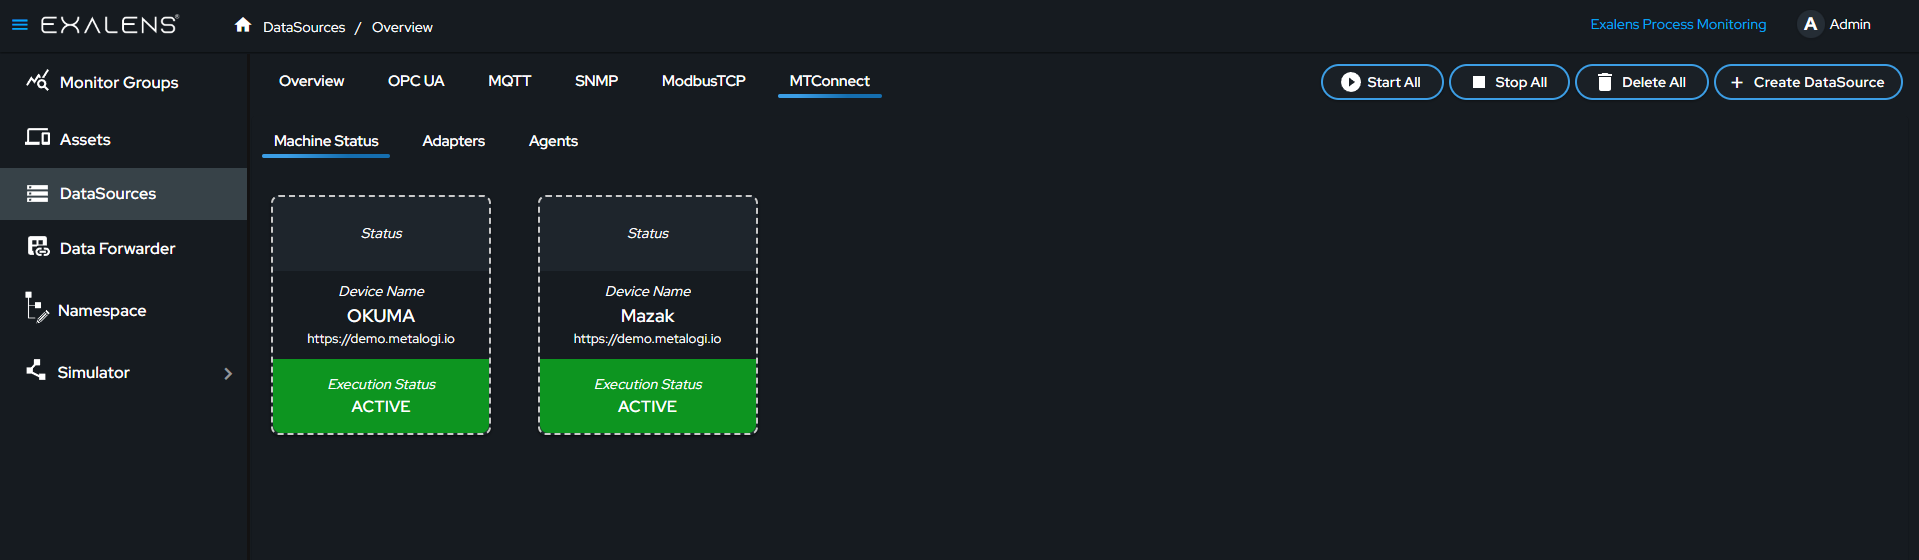 EXALENS®
DataSources / Overview
Exalens Process Monitoring
A Admin
Monitor Groups
Assets
DataSources
Data Forwarder
Namespace
Simulator
Overview OPC UA MQTT SNMP ModbusTCP MTConnect
Start All Stop All Delete All + Create DataSource
Machine Status Adapters Agents
Status
Device Name
OKUMA
https://demo.metalogi.io
Execution Status
ACTIVE
Status
Device Name
Mazak
https://demo.metalogi.io
Execution Status
ACTIVE